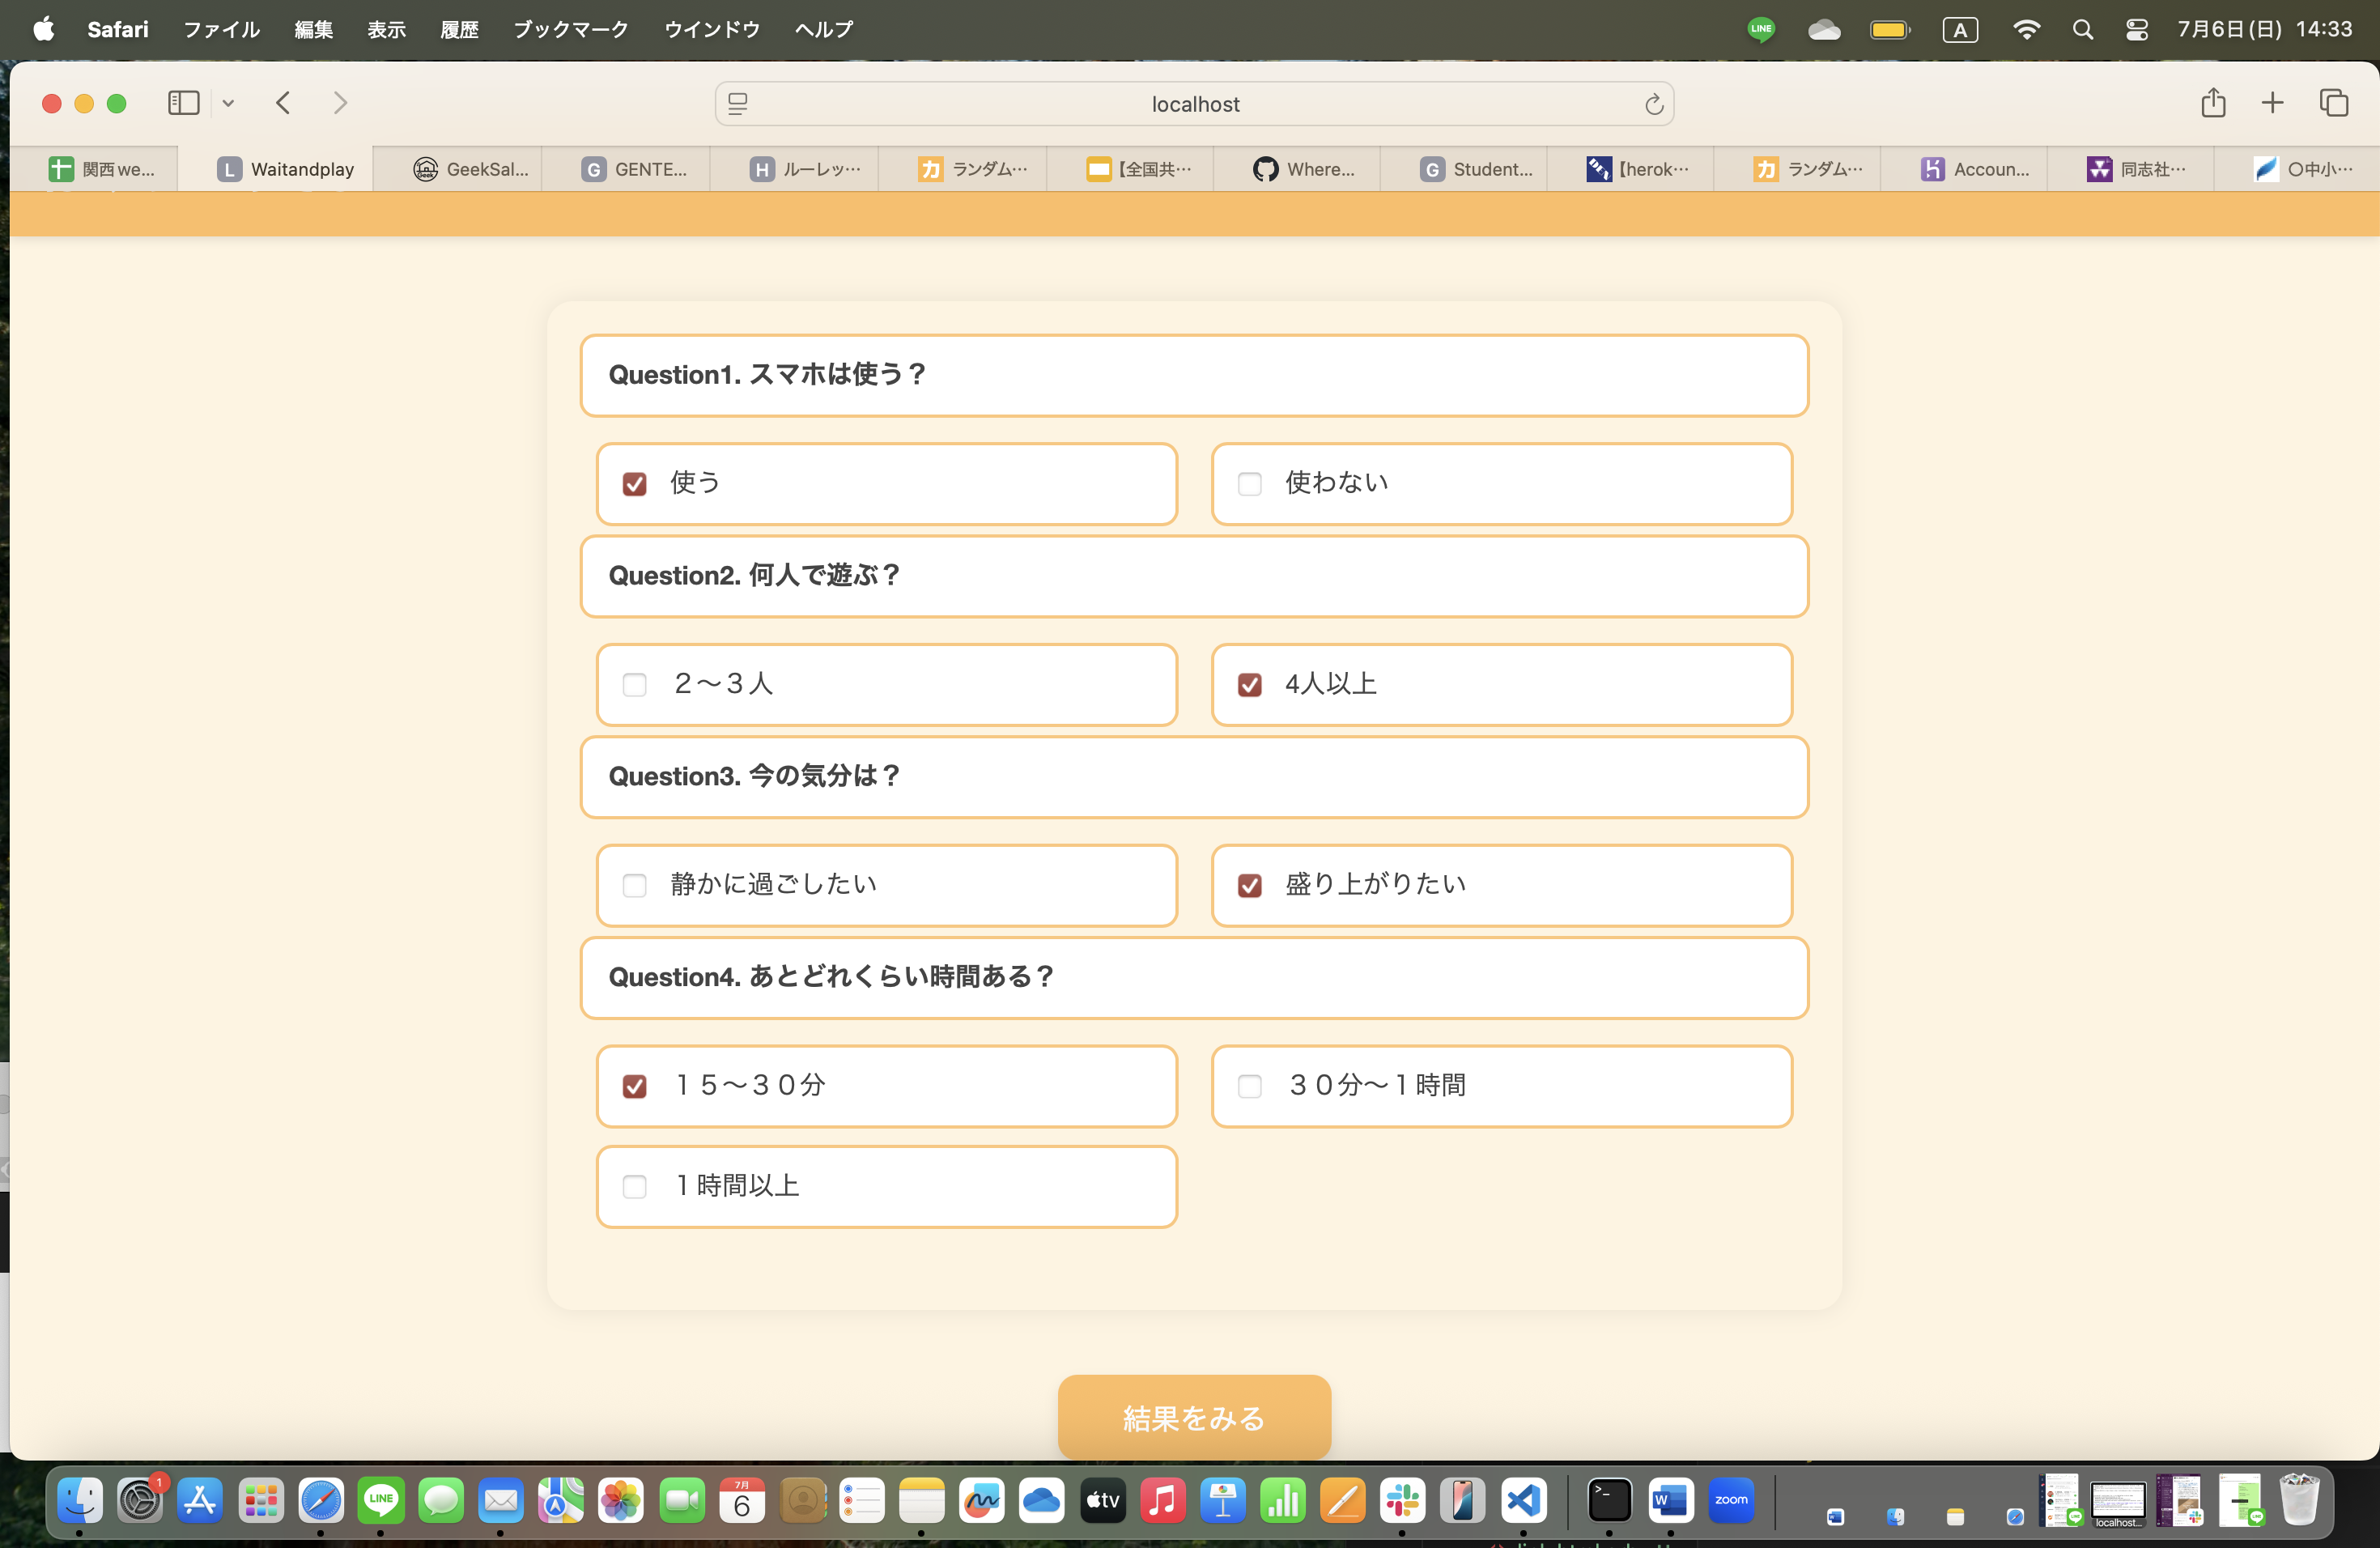 Safari ファイル 編集 表示 履歴 ブックマーク ウインドウ ヘルプ LINE A 7月6日(日) 14:33
localhost
関西we... L Waitandplay GeekSal... G GENTE... H ルーレッ… カ ランダム… 【全国共… Where... G Student... 【herok… カ ランダム… Accoun... 同志社… 〇中小…
Question1. スマホは使う？
使う 使わない
Question2. 何人で遊ぶ？
２〜３人 4人以上
Question3. 今の気分は？
静かに過ごしたい 盛り上がりたい
Question4. あとどれくらい時間ある？
１５〜３０分 ３０分〜１時間
１時間以上
結果をみる
1 LINE 7月 6 tv >_ W zoom localhost...